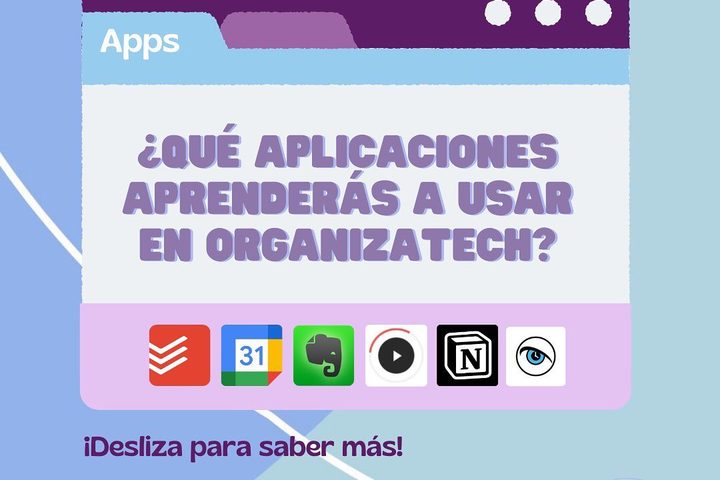 Apps
¿QUÉ APLICACIONES
APRENDERÁS A USAR
EN ORGANIZATECH?
31
N
¡Desliza para saber más!